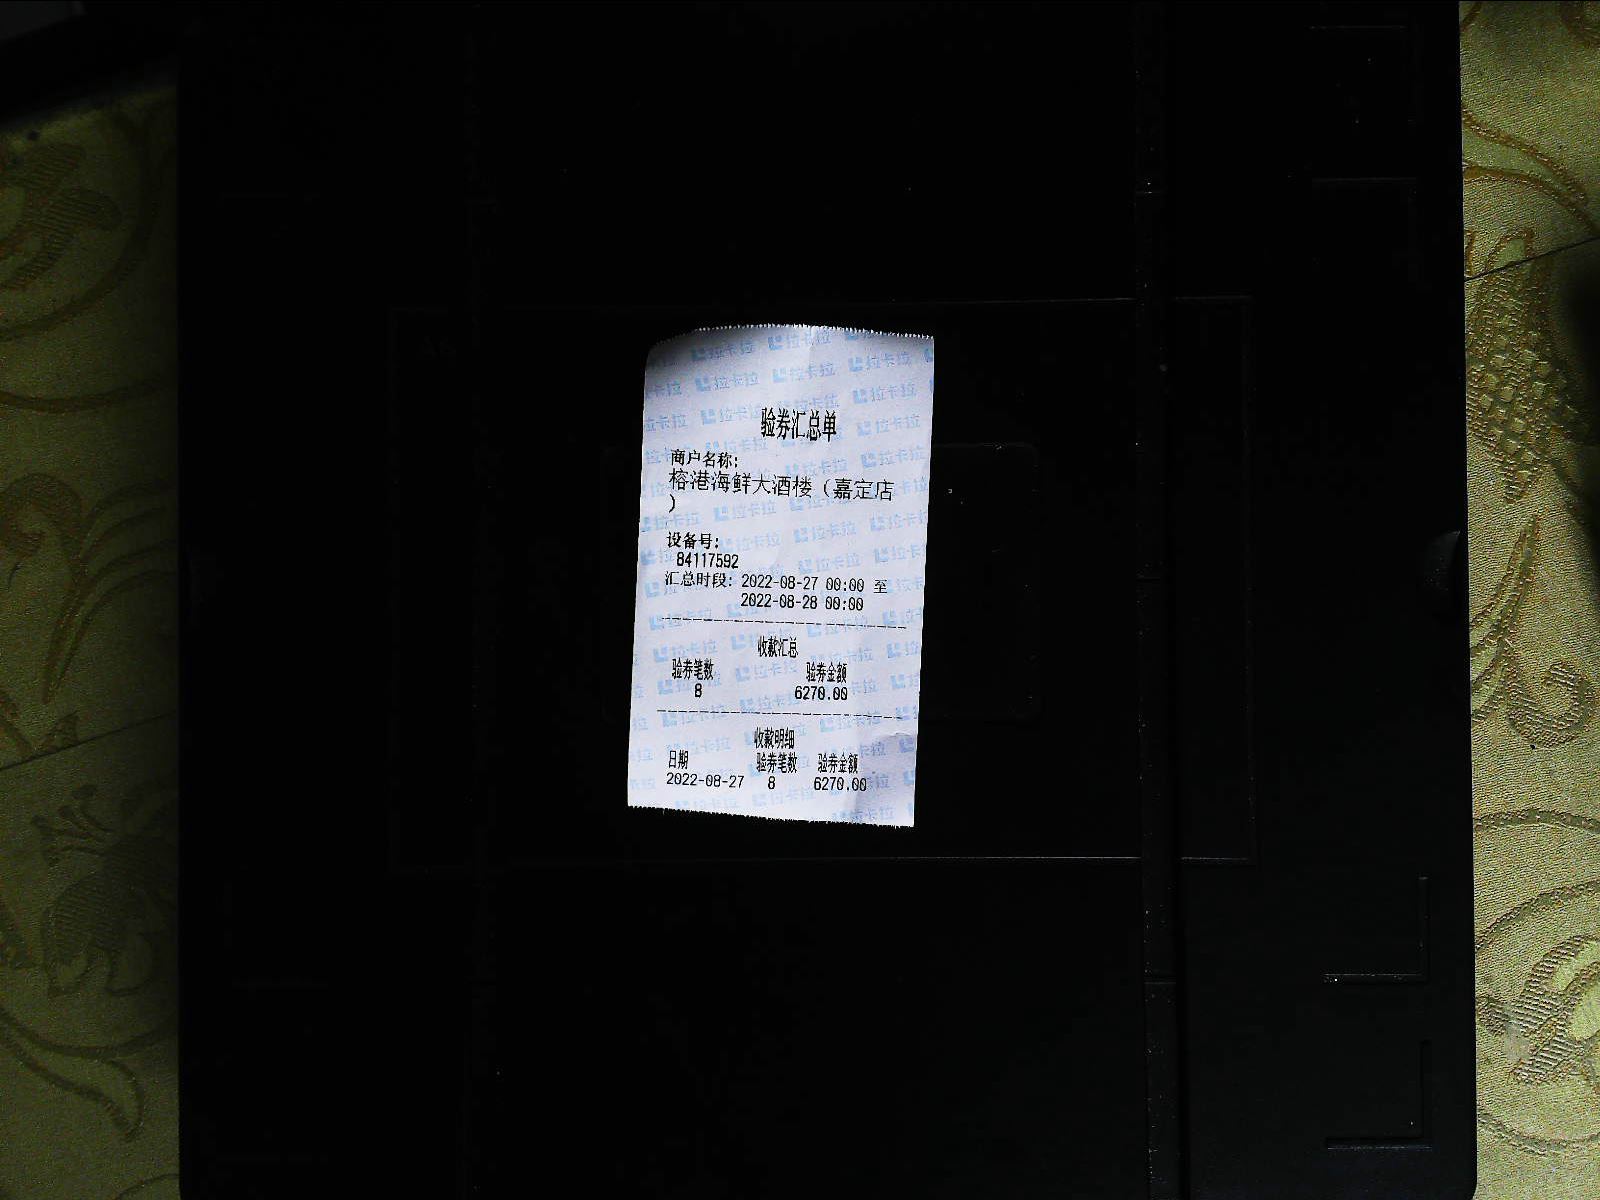 验券汇总单
商户名称:
榕港海鲜大酒楼（嘉定店
）
设备号:
84117592
汇总时段: 2022-08-27 00:00 至
2022-08-28 00:00
收款汇总
验券笔数 验券金额
8 6270.00
收款明细
日期 验券笔数 验券金额
2022-08-27 8 6270.00
拉卡拉